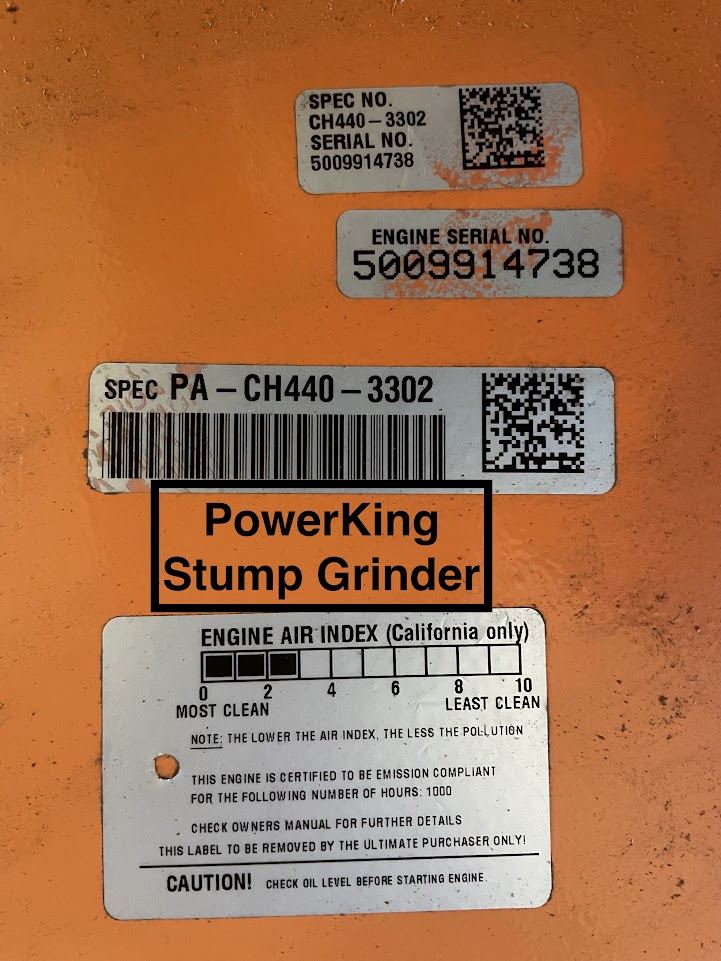 SPEC NO.
CH440-3302
SERIAL NO.
5009914738
ENGINE SERIAL NO.
5009914738
SPEC PA-CH440-3302
PowerKing
Stump Grinder
ENGINE AIR INDEX (California only)
0 2 4 6 8 10
MOST CLEAN LEAST CLEAN
NOTE: THE LOWER THE AIR INDEX, THE LESS THE POLLUTION
THIS ENGINE IS CERTIFIED TO BE EMISSION COMPLIANT
FOR THE FOLLOWING NUMBER OF HOURS: 1000
CHECK OWNERS MANUAL FOR FURTHER DETAILS
THIS LABEL TO BE REMOVED BY THE ULTIMATE PURCHASER ONLY!
CAUTION! CHECK OIL LEVEL BEFORE STARTING ENGINE.